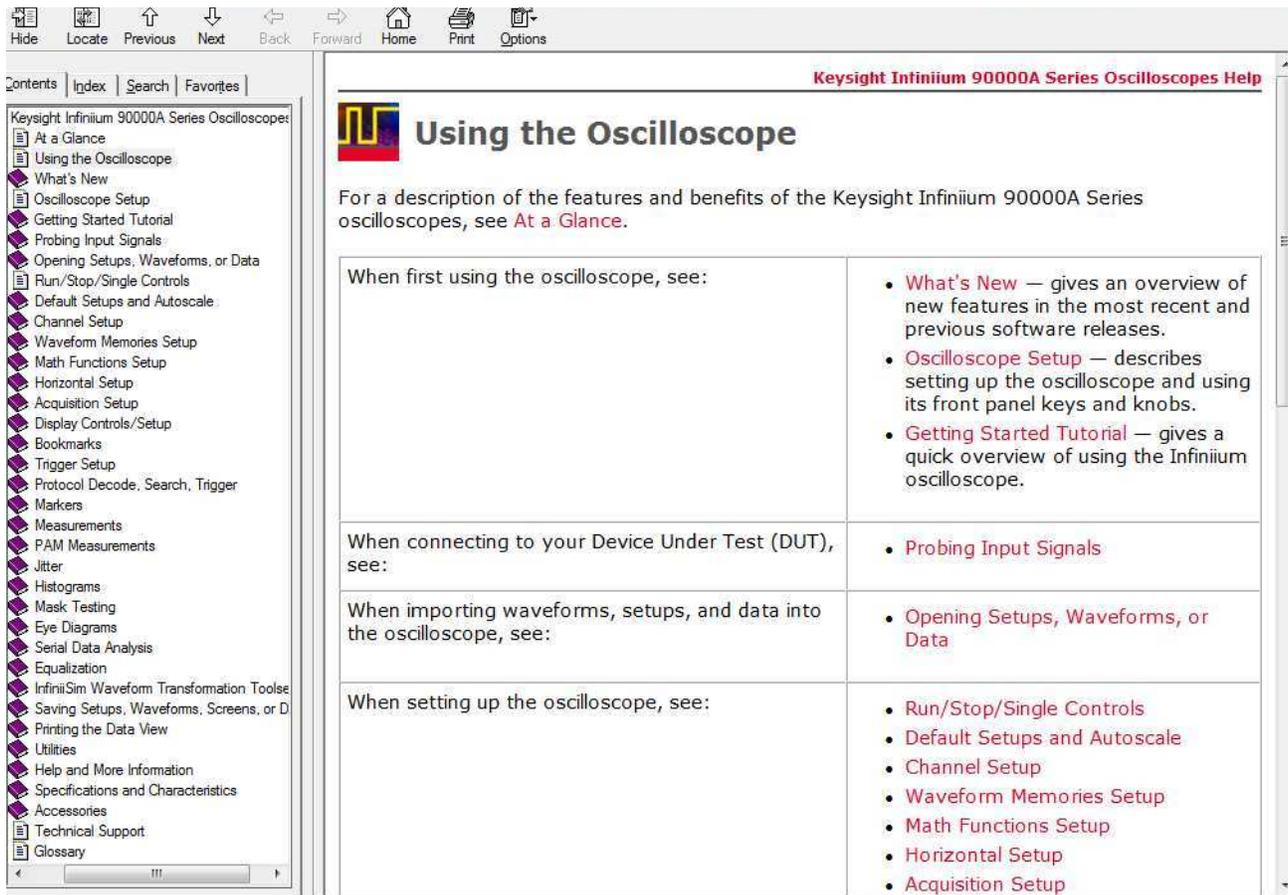 Hide Locate Previous Next Back Forward Home Print Options
Contents Index Search Favorites
Keysight Infiniium 90000A Series Oscilloscopes
At a Glance
Using the Oscilloscope
What's New
Oscilloscope Setup
Getting Started Tutorial
Probing Input Signals
Opening Setups, Waveforms, or Data
Run/Stop/Single Controls
Default Setups and Autoscale
Channel Setup
Waveform Memories Setup
Math Functions Setup
Horizontal Setup
Acquisition Setup
Display Controls/Setup
Bookmarks
Trigger Setup
Protocol Decode, Search, Trigger
Markers
Measurements
PAM Measurements
Jitter
Histograms
Mask Testing
Eye Diagrams
Serial Data Analysis
Equalization
InfiniiSim Waveform Transformation Toolse
Saving Setups, Waveforms, Screens, or D
Printing the Data View
Utilities
Help and More Information
Specifications and Characteristics
Accessories
Technical Support
Glossary
Keysight Infiniium 90000A Series Oscilloscopes Help
Using the Oscilloscope
For a description of the features and benefits of the Keysight Infiniium 90000A Series
oscilloscopes, see At a Glance.
When first using the oscilloscope, see:
• What's New — gives an overview of
new features in the most recent and
previous software releases.
• Oscilloscope Setup — describes
setting up the oscilloscope and using
its front panel keys and knobs.
• Getting Started Tutorial — gives a
quick overview of using the Infiniium
oscilloscope.
When connecting to your Device Under Test (DUT),
see:
• Probing Input Signals
When importing waveforms, setups, and data into
the oscilloscope, see:
• Opening Setups, Waveforms, or
Data
When setting up the oscilloscope, see:
• Run/Stop/Single Controls
• Default Setups and Autoscale
• Channel Setup
• Waveform Memories Setup
• Math Functions Setup
• Horizontal Setup
• Acquisition Setup